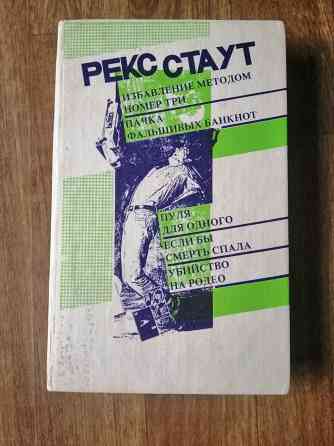 РЕКС СТАУТ
ИЗБАВЛЕНИЕ МЕТОДОМ
НОМЕР ТРИ
ПАЧКА
ФАЛЬШИВЫХ БАНКНОТ
ПУЛЯ
ДЛЯ ОДНОГО
ЕСЛИ БЫ
СМЕРТЬ СПАЛА
УБИЙСТВО
НА РОДЕО